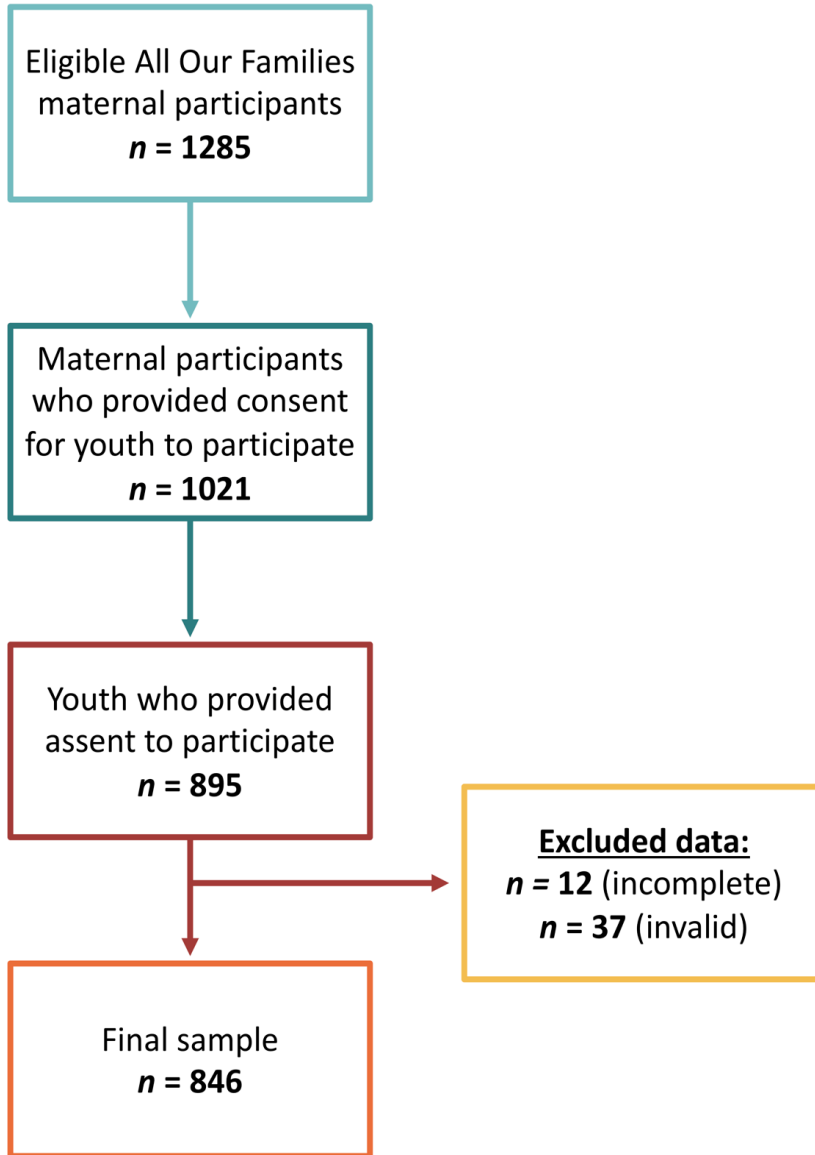 Eligible All Our Families
maternal participants
n = 1285
Maternal participants
who provided consent
for youth to participate
n = 1021
Youth who provided
assent to participate
n = 895
Excluded data:
n = 12 (incomplete)
n = 37 (invalid)
Final sample
n = 846